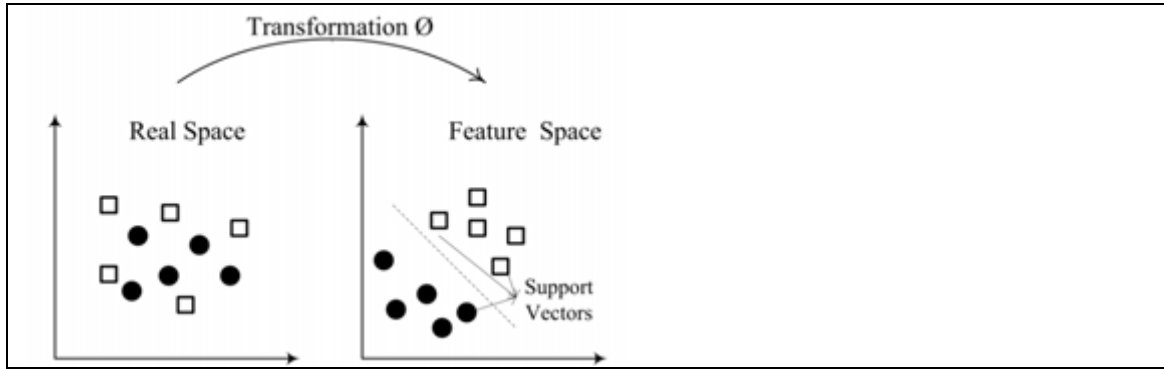 Transformation Ø
Real Space
Feature Space
Support
Vectors